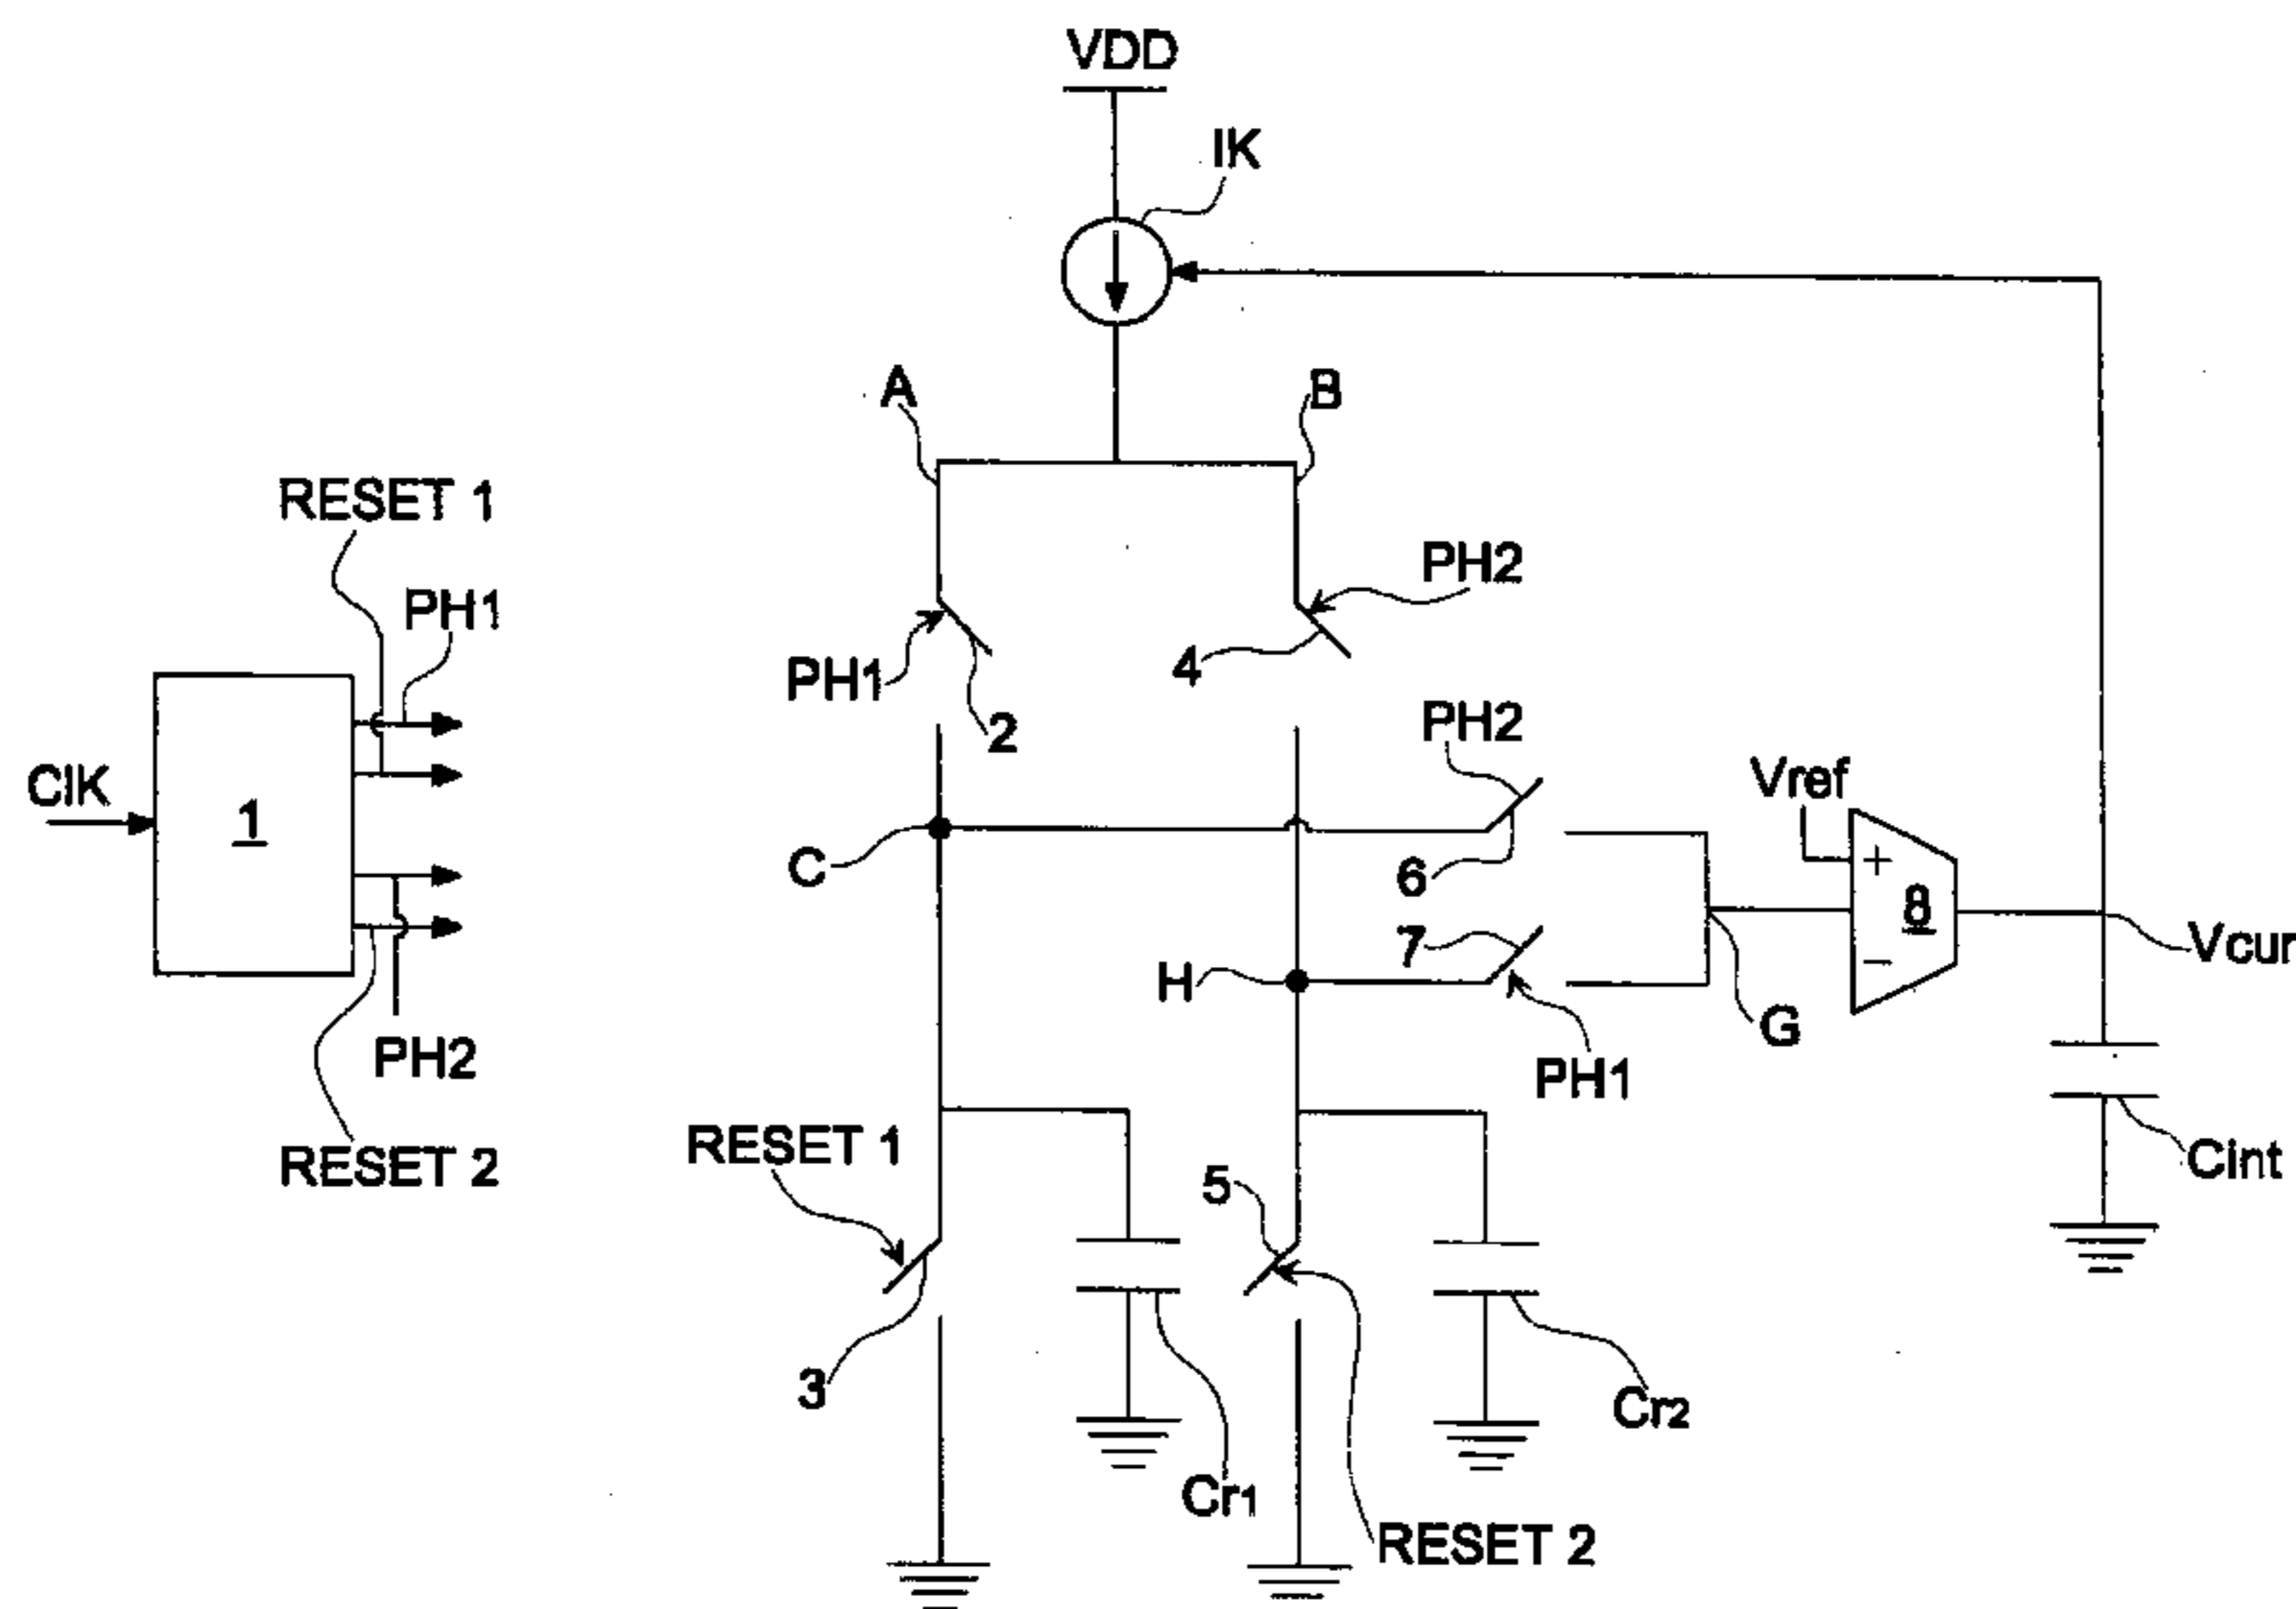 VDD
IK
A
B
RESET 1
PH1
PH2
PH1
4
2
PH2
Vref
ClK
1
C
6
+
8
7
Vcur
H
−
G
PH2
PH1
RESET 1
RESET 2
5
Cint
3
Cr2
Cr1
RESET 2